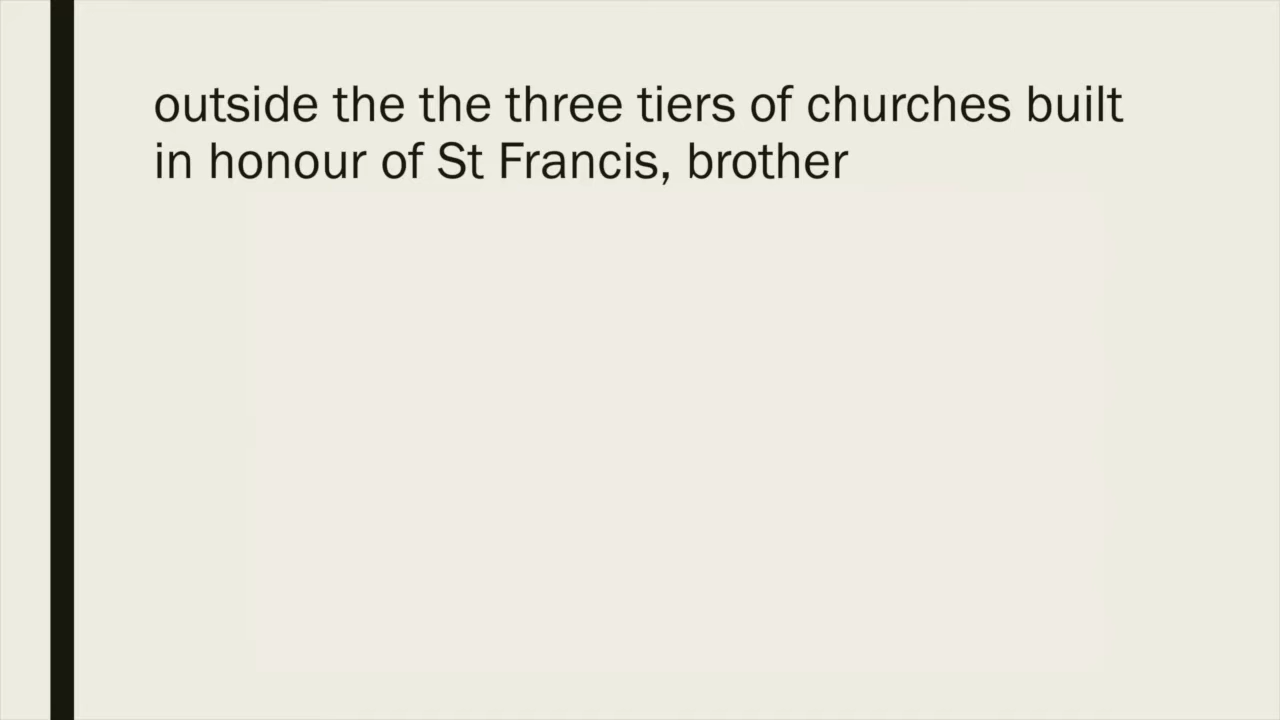 outside the the three tiers of churches built
in honour of St Francis, brother